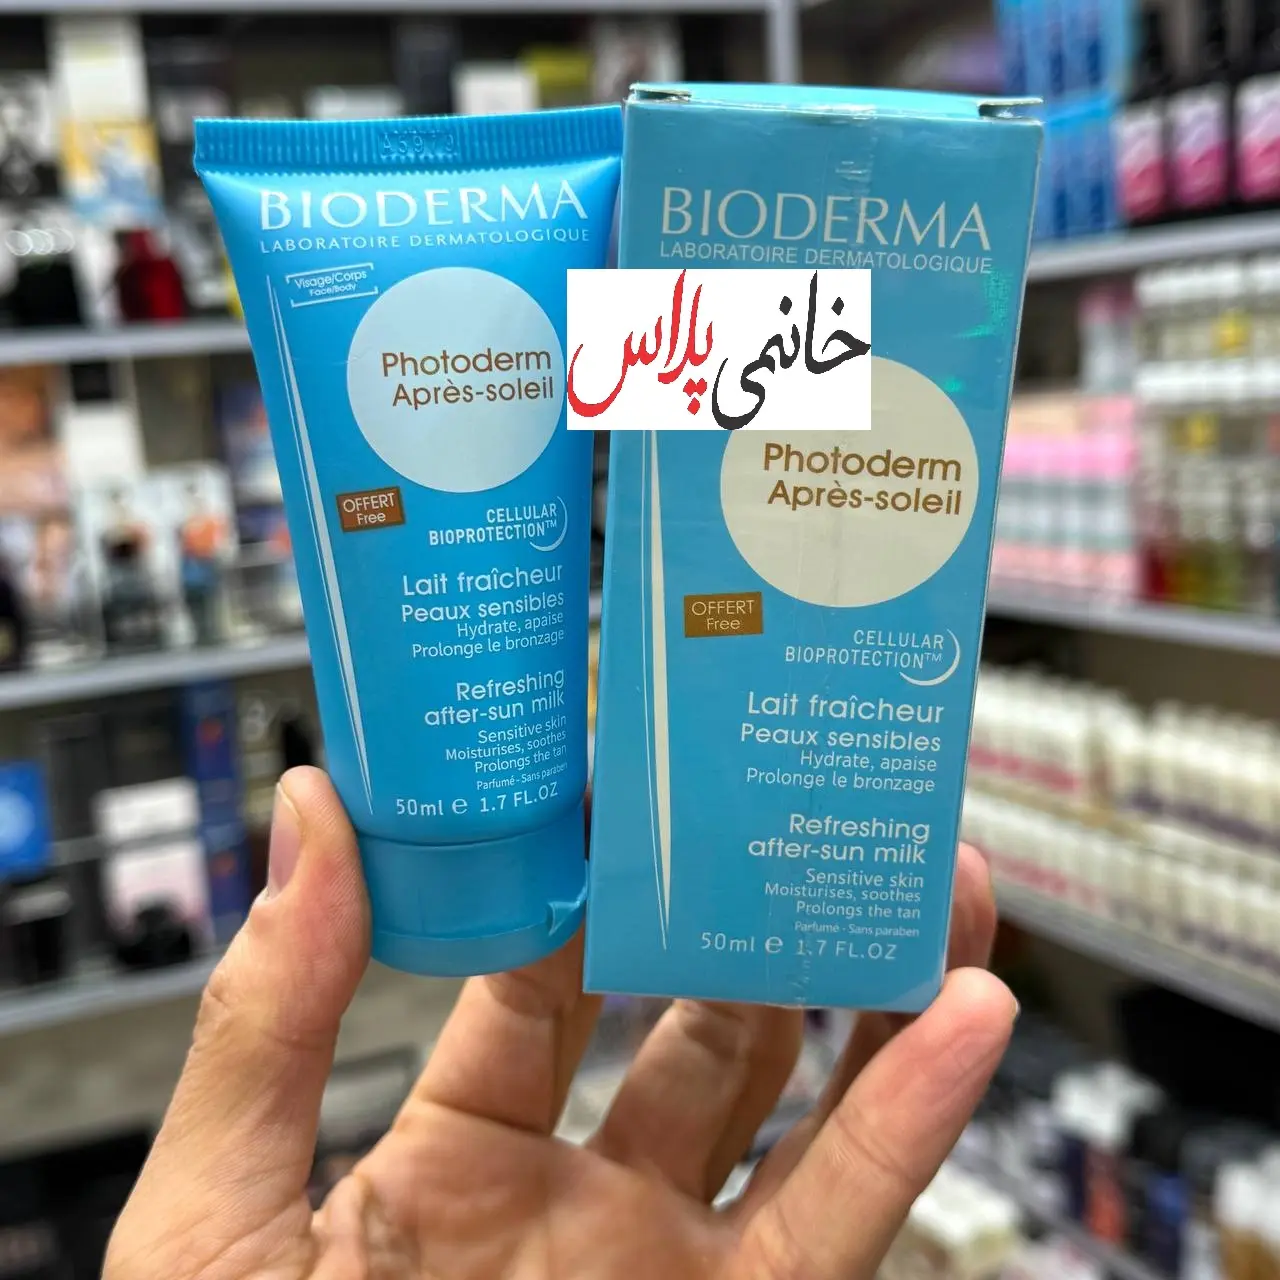 A5979
BIODERMA
LABORATOIRE DERMATOLOGIQUE
Visage/Corps
Face/Body
Photoderm
Après-soleil
OFFERT
Free
CELLULAR
BIOPROTECTION™
Lait fraîcheur
Peaux sensibles
Hydrate, apaise
Prolonge le bronzage
Refreshing
after-sun milk
Sensitive skin
Moisturises, soothes
Prolongs the tan
Parfumé - Sans paraben
50ml e 1.7 FL.OZ
BIODERMA
LABORATOIRE DERMATOLOGIQUE
خانمی پلاس
Photoderm
Après-soleil
OFFERT
Free
CELLULAR
BIOPROTECTION™
Lait fraîcheur
Peaux sensibles
Hydrate, apaise
Prolonge le bronzage
Refreshing
after-sun milk
Sensitive skin
Moisturises, soothes
Prolongs the tan
Parfumé - Sans paraben
50ml e 1.7 FL.OZ